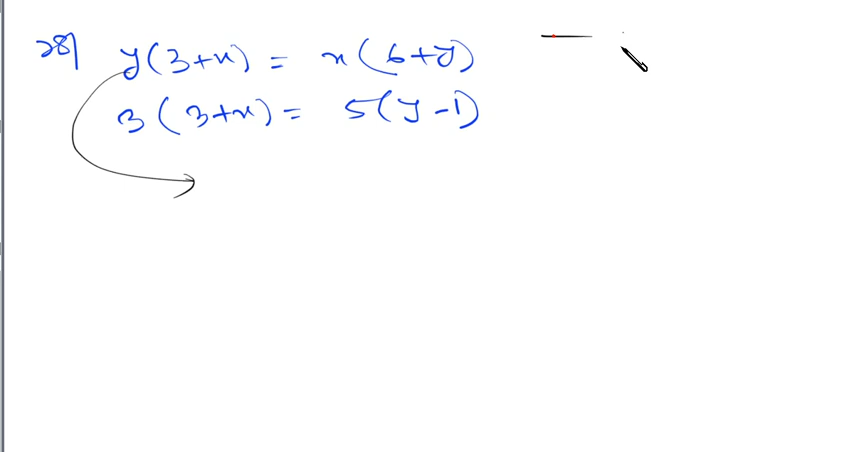 28) y(3+x) = x(6+y)
3(3+x) = 5(y-1)